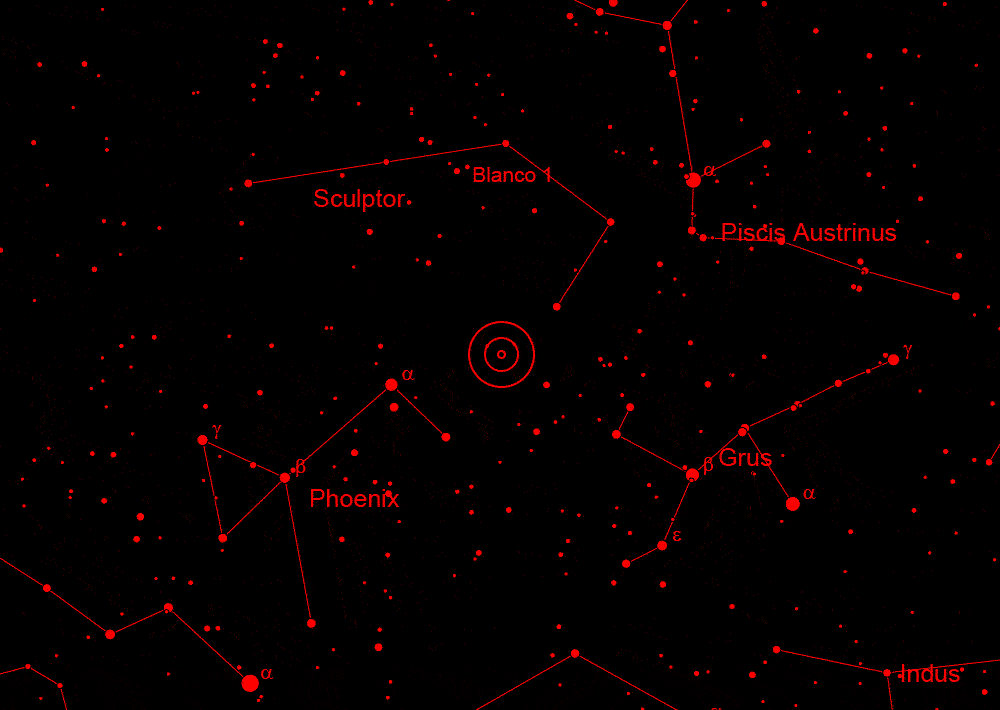 α
Blanco 1
Sculptor
Piscis Austrinus
γ
α
γ
β
β
Grus
Phoenix
α
ε
α
Indus